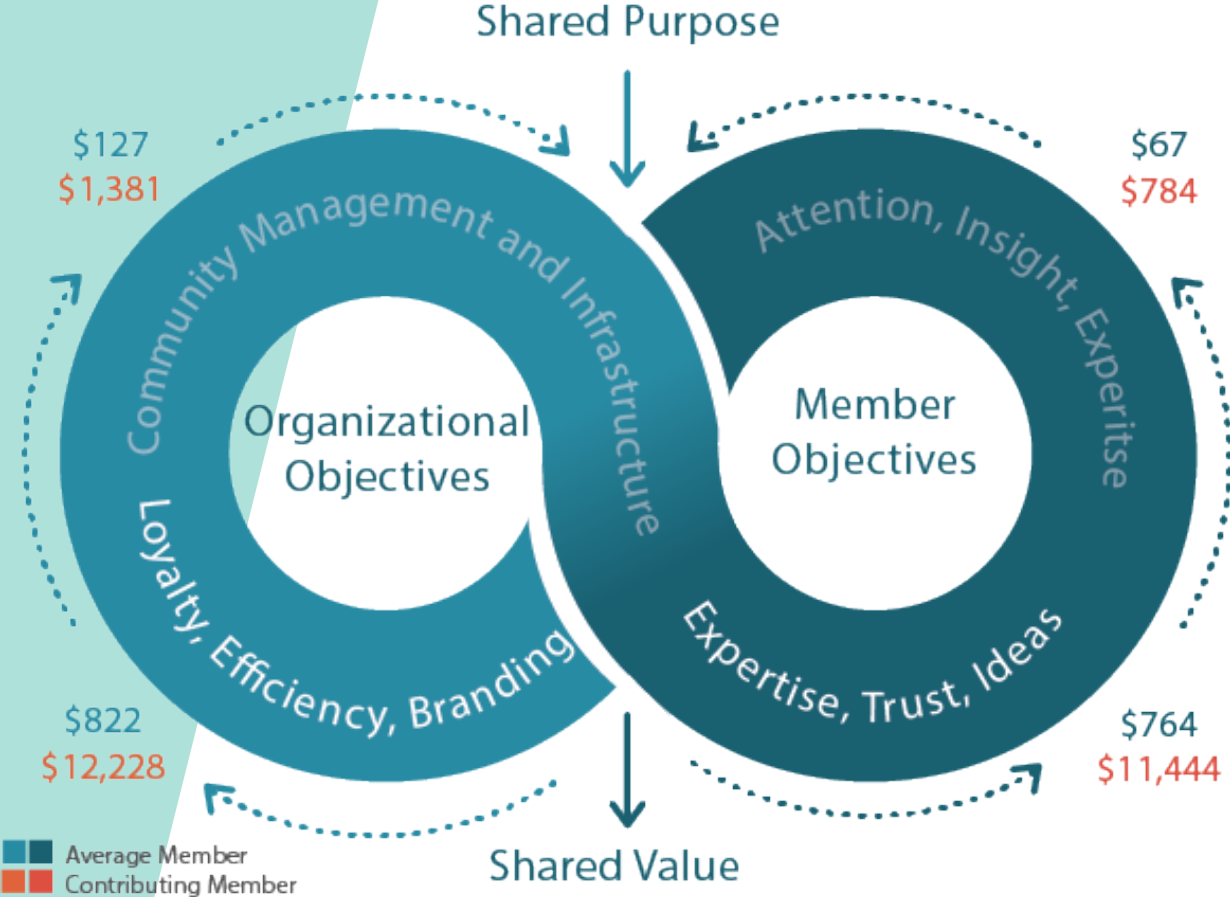 Shared Purpose
$127
$1,381
$67
$784
Community Management and Infrastructure
Attention, Insight, Experitse
Organizational
Objectives
Member
Objectives
Loyalty, Efficiency, Branding
Expertise, Trust, Ideas
$822
$12,228
$764
$11,444
Shared Value
Average Member
Contributing Member